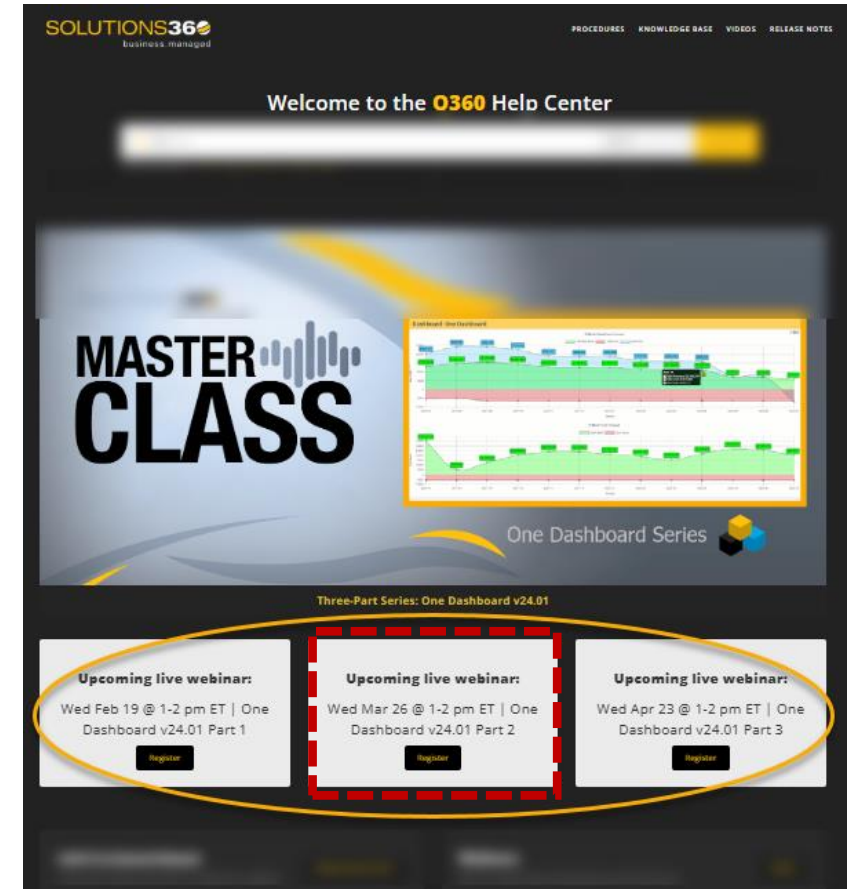 SOLUTIONS360
business.managed
PROCEDURES KNOWLEDGE BASE VIDEOS RELEASE NOTES
Welcome to the O360 Help Center
MASTER
CLASS
Dashboard: One Dashboard
One Dashboard Series
Three-Part Series: One Dashboard v24.01
Upcoming live webinar:
Wed Feb 19 @ 1-2 pm ET | One
Dashboard v24.01 Part 1
Register
Upcoming live webinar:
Wed Mar 26 @ 1-2 pm ET | One
Dashboard v24.01 Part 2
Register
Upcoming live webinar:
Wed Apr 23 @ 1-2 pm ET | One
Dashboard v24.01 Part 3
Register